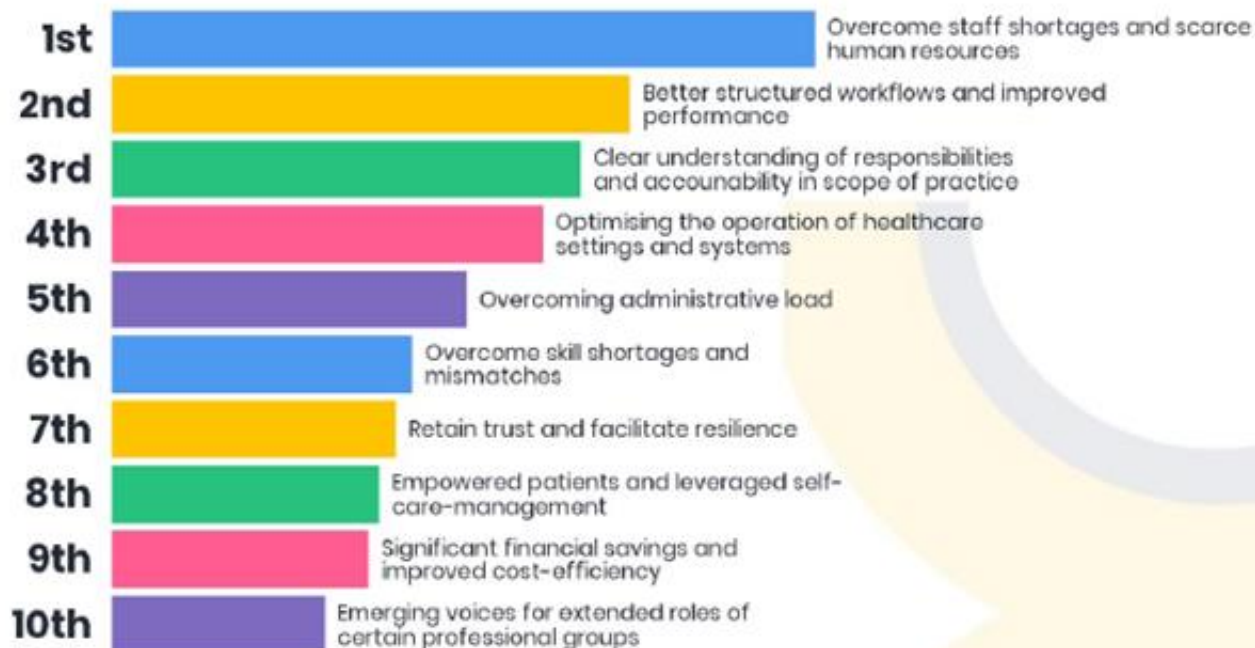 1st
Overcome staff shortages and scarce
human resources
2nd
Better structured workflows and improved
performance
3rd
Clear understanding of responsibilities
and accounability in scope of practice
4th
Optimising the operation of healthcare
settings and systems
5th
Overcoming administrative load
6th
Overcome skill shortages and
mismatches
7th
Retain trust and facilitate resilience
8th
Empowered patients and leveraged self-
care-management
9th
Significant financial savings and
improved cost-efficiency
10th
Emerging voices for extended roles of
certain professional groups